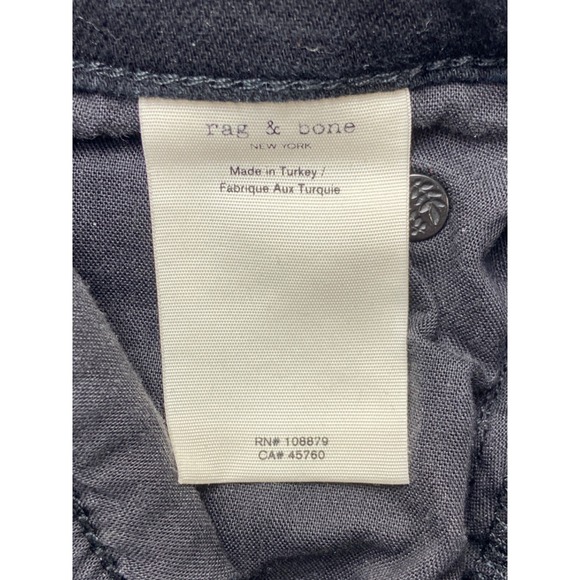 rag & bone
NEW YORK
Made in Turkey /
Fabrique Aux Turquie
RN# 108879
CA# 45760